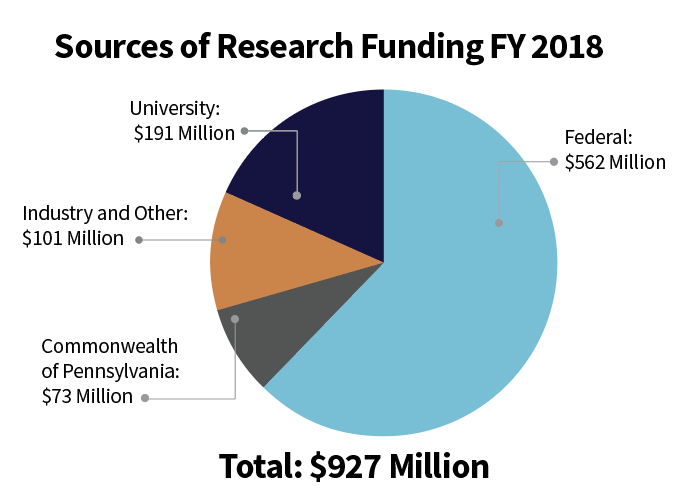 Sources of Research Funding FY 2018
University:
$191 Million
Federal:
$562 Million
Industry and Other:
$101 Million
Commonwealth
of Pennsylvania:
$73 Million
Total: $927 Million